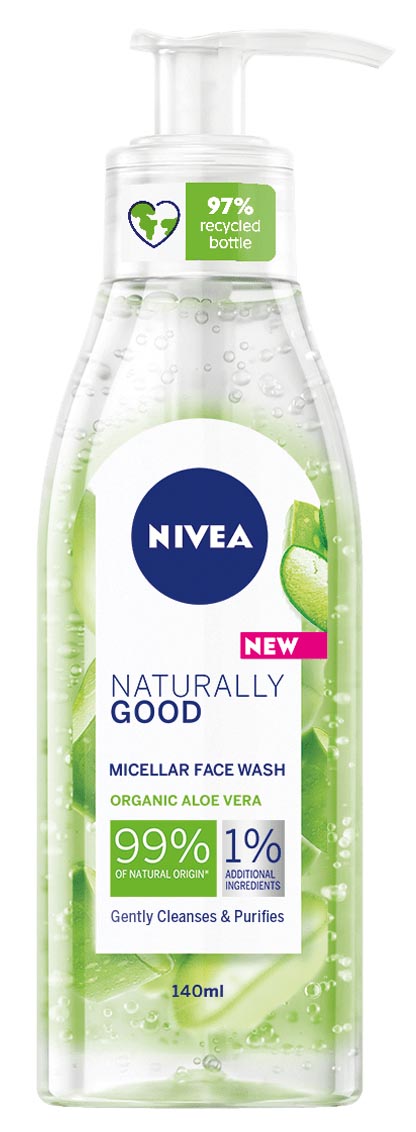 97%
recycled
bottle
NIVEA
NEW
NATURALLY
GOOD
MICELLAR FACE WASH
ORGANIC ALOE VERA
99%
OF NATURAL ORIGIN*
1%
ADDITIONAL
INGREDIENTS
Gently Cleanses & Purifies
140ml